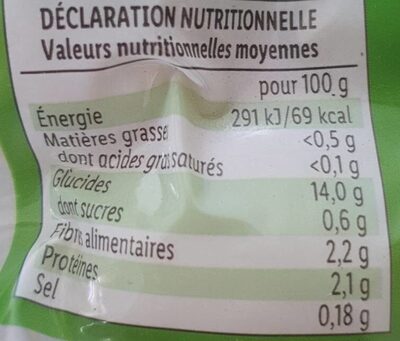 DÉCLARATION NUTRITIONNELLE
Valeurs nutritionnelles moyennes
pour 100 g
Énergie 291 kJ/69 kcal
Matières grasses <0,5 g
dont acides gras saturés <0,1 g
Glucides 14,0 g
dont sucres 0,6 g
Fibres alimentaires 2,2 g
Protéines 2,1 g
Sel 0,18 g